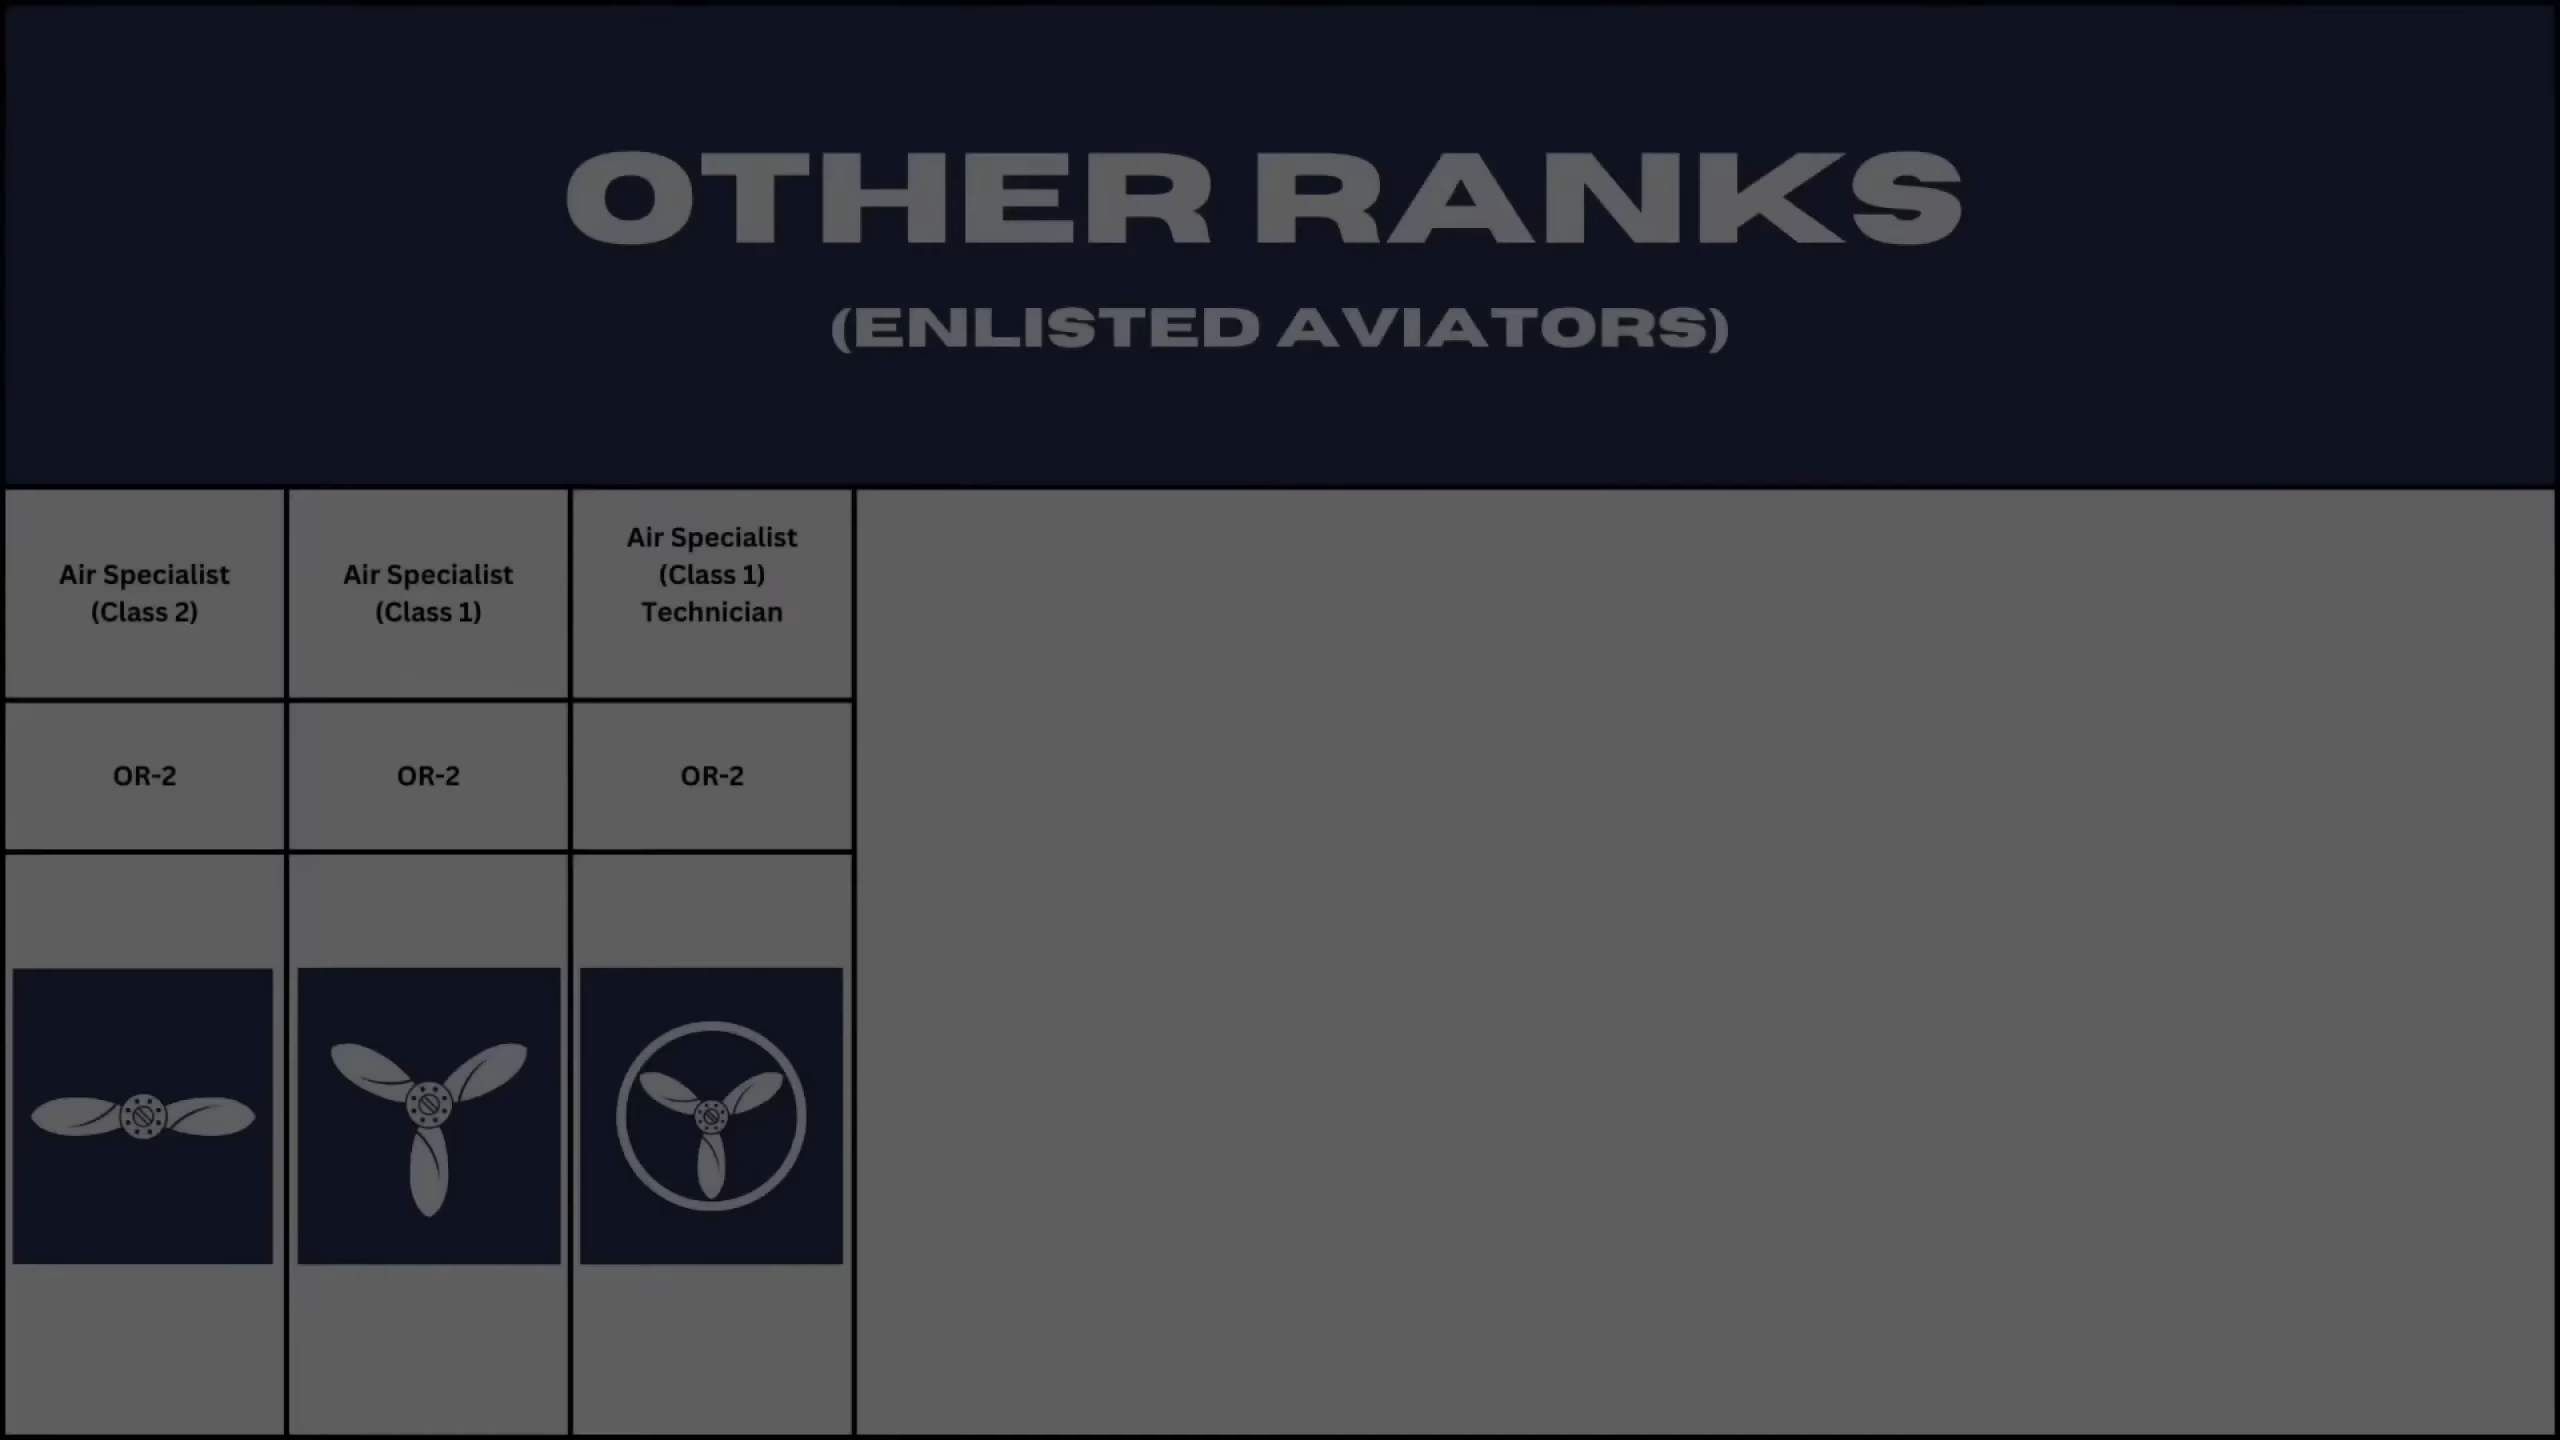 OTHER RANKS
(ENLISTED AVIATORS)
Air Specialist
(Class 2)
Air Specialist
(Class 1)
Air Specialist
(Class 1)
Technician
OR-2
OR-2
OR-2